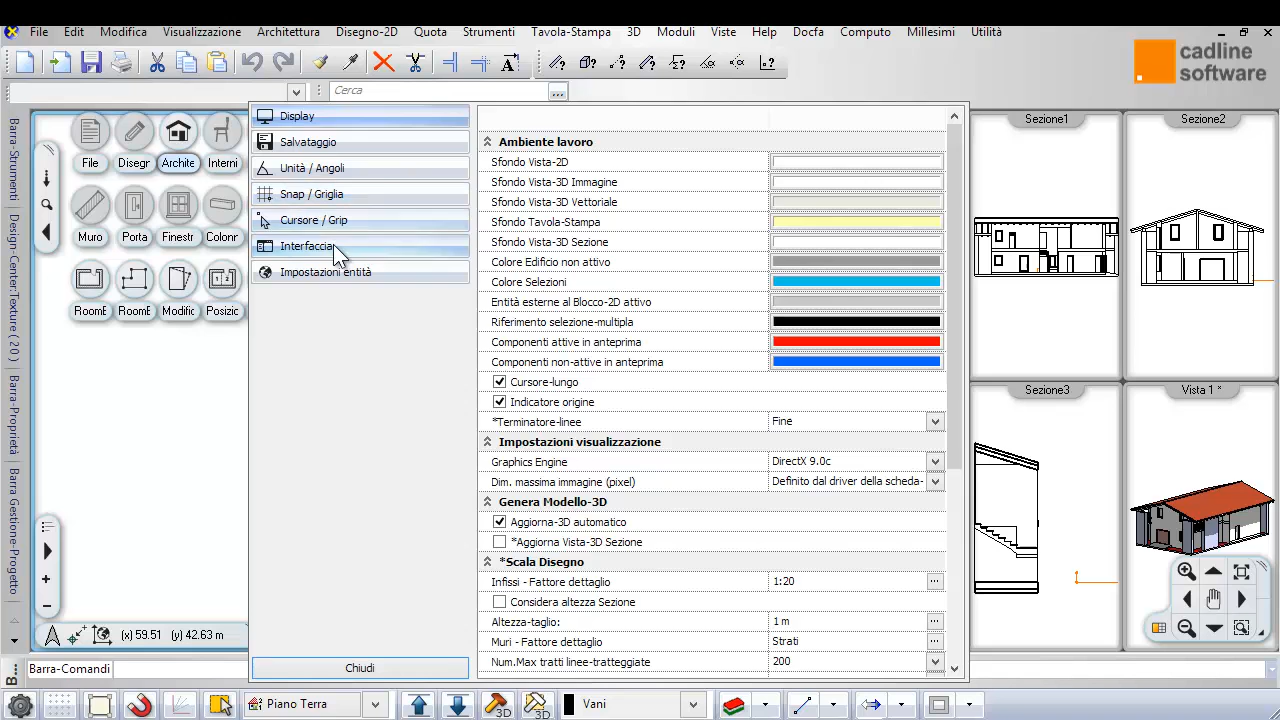 File Edit Modifica Visualizzazione Architettura Disegno-2D Quota Strumenti Tavola-Stampa 3D Moduli Viste Help Docfa Computo Millesimi Utilità
cadline
software
Cerca
Barra-Strumenti
Design-Center:Texture ( 20 )
Barra-Proprietà
Barra Gestione-Progetto
File Disegr Archite Interni
Muro Porta Finestr Colonr
RoomE RoomE Modific Posizic
Display
Salvataggio
Unità / Angoli
Snap / Griglia
Cursore / Grip
Interfaccia
Impostazioni entità
Chiudi
Ambiente lavoro
Sfondo Vista-2D
Sfondo Vista-3D Immagine
Sfondo Vista-3D Vettoriale
Sfondo Tavola-Stampa
Sfondo Vista-3D Sezione
Colore Edificio non attivo
Colore Selezioni
Entità esterne al Blocco-2D attivo
Riferimento selezione-multipla
Componenti attive in anteprima
Componenti non-attive in anteprima
Cursore-lungo
Indicatore origine
*Terminatore-linee Fine
Impostazioni visualizzazione
Graphics Engine DirectX 9.0c
Dim. massima immagine (pixel) Definito dal driver della scheda-
Genera Modello-3D
Aggiorna-3D automatico
*Aggiorna Vista-3D Sezione
*Scala Disegno
Infissi - Fattore dettaglio 1:20
Considera altezza Sezione
Altezza-taglio: 1 m
Muri - Fattore dettaglio Strati
Num.Max tratti linee-tratteggiate 200
Sezione1 Sezione2
Sezione3 Vista 1 *
(x) 59.51 (y) 42.63 m
B... Barra-Comandi
Piano Terra 3D 3D Vani